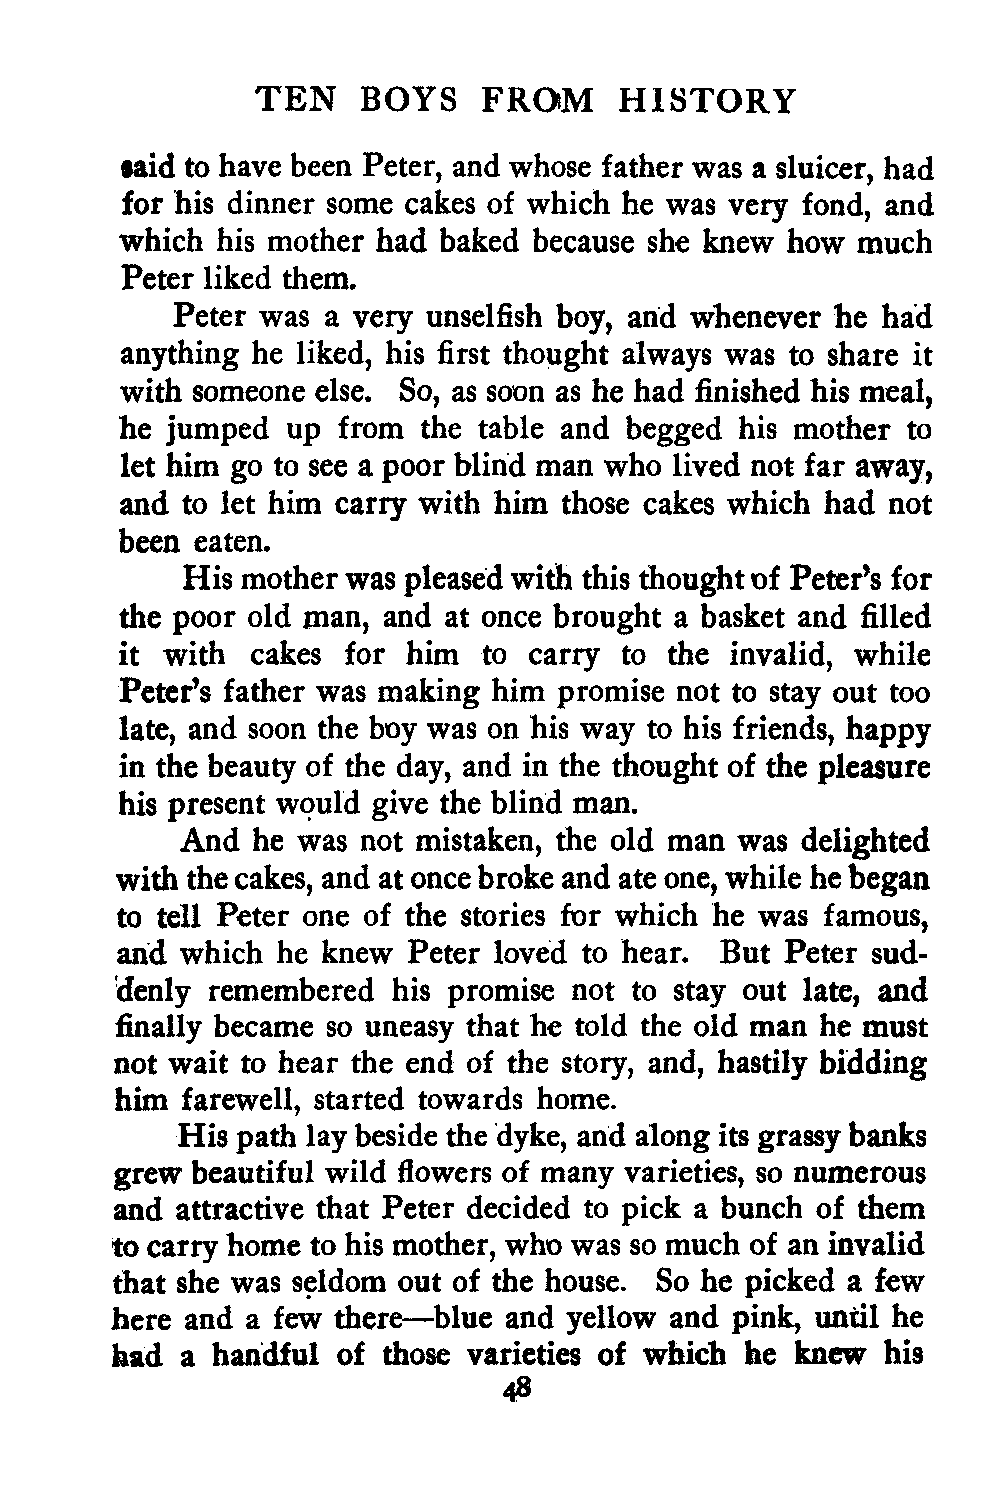 TEN BOYS FROM HISTORY
said to have been Peter, and whose father was a sluicer, had
for his dinner some cakes of which he was very fond, and
which his mother had baked because she knew how much
Peter liked them.
Peter was a very unselfish boy, and whenever he had
anything he liked, his first thought always was to share it
with someone else. So, as soon as he had finished his meal,
he jumped up from the table and begged his mother to
let him go to see a poor blind man who lived not far away,
and to let him carry with him those cakes which had not
been eaten.
His mother was pleased with this thought of Peter's for
the poor old man, and at once brought a basket and filled
it with cakes for him to carry to the invalid, while
Peter's father was making him promise not to stay out too
late, and soon the boy was on his way to his friends, happy
in the beauty of the day, and in the thought of the pleasure
his present would give the blind man.
And he was not mistaken, the old man was delighted
with the cakes, and at once broke and ate one, while he began
to tell Peter one of the stories for which he was famous,
and which he knew Peter loved to hear. But Peter sud-
denly remembered his promise not to stay out late, and
finally became so uneasy that he told the old man he must
not wait to hear the end of the story, and, hastily bidding
him farewell, started towards home.
His path lay beside the dyke, and along its grassy banks
grew beautiful wild flowers of many varieties, so numerous
and attractive that Peter decided to pick a bunch of them
to carry home to his mother, who was so much of an invalid
that she was seldom out of the house. So he picked a few
here and a few there—blue and yellow and pink, until he
had a handful of those varieties of which he knew his
48